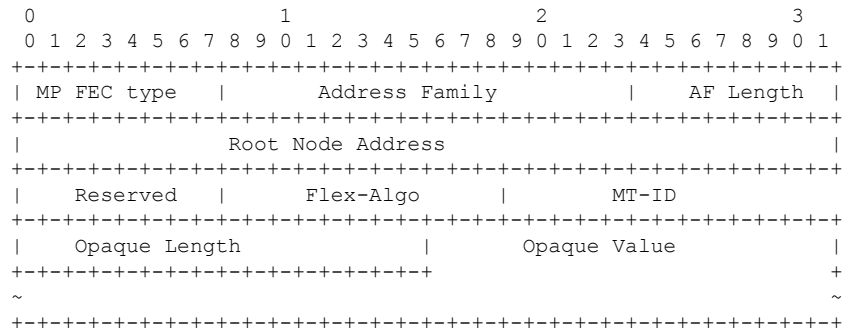 0                   1                   2                   3
 0 1 2 3 4 5 6 7 8 9 0 1 2 3 4 5 6 7 8 9 0 1 2 3 4 5 6 7 8 9 0 1
+-+-+-+-+-+-+-+-+-+-+-+-+-+-+-+-+-+-+-+-+-+-+-+-+-+-+-+-+-+-+-+-+
| MP FEC type   |       Address Family          |    AF Length  |
+-+-+-+-+-+-+-+-+-+-+-+-+-+-+-+-+-+-+-+-+-+-+-+-+-+-+-+-+-+-+-+-+
|                Root Node Address                              |
+-+-+-+-+-+-+-+-+-+-+-+-+-+-+-+-+-+-+-+-+-+-+-+-+-+-+-+-+-+-+-+-+
|    Reserved   |      Flex-Algo      |        MT-ID
+-+-+-+-+-+-+-+-+-+-+-+-+-+-+-+-+-+-+-+-+-+-+-+-+-+-+-+-+-+-+-+-+
|    Opaque Length              |       Opaque Value            |
+-+-+-+-+-+-+-+-+-+-+-+-+-+-+-+-+                               +
~                                                               ~
+-+-+-+-+-+-+-+-+-+-+-+-+-+-+-+-+-+-+-+-+-+-+-+-+-+-+-+-+-+-+-+-+